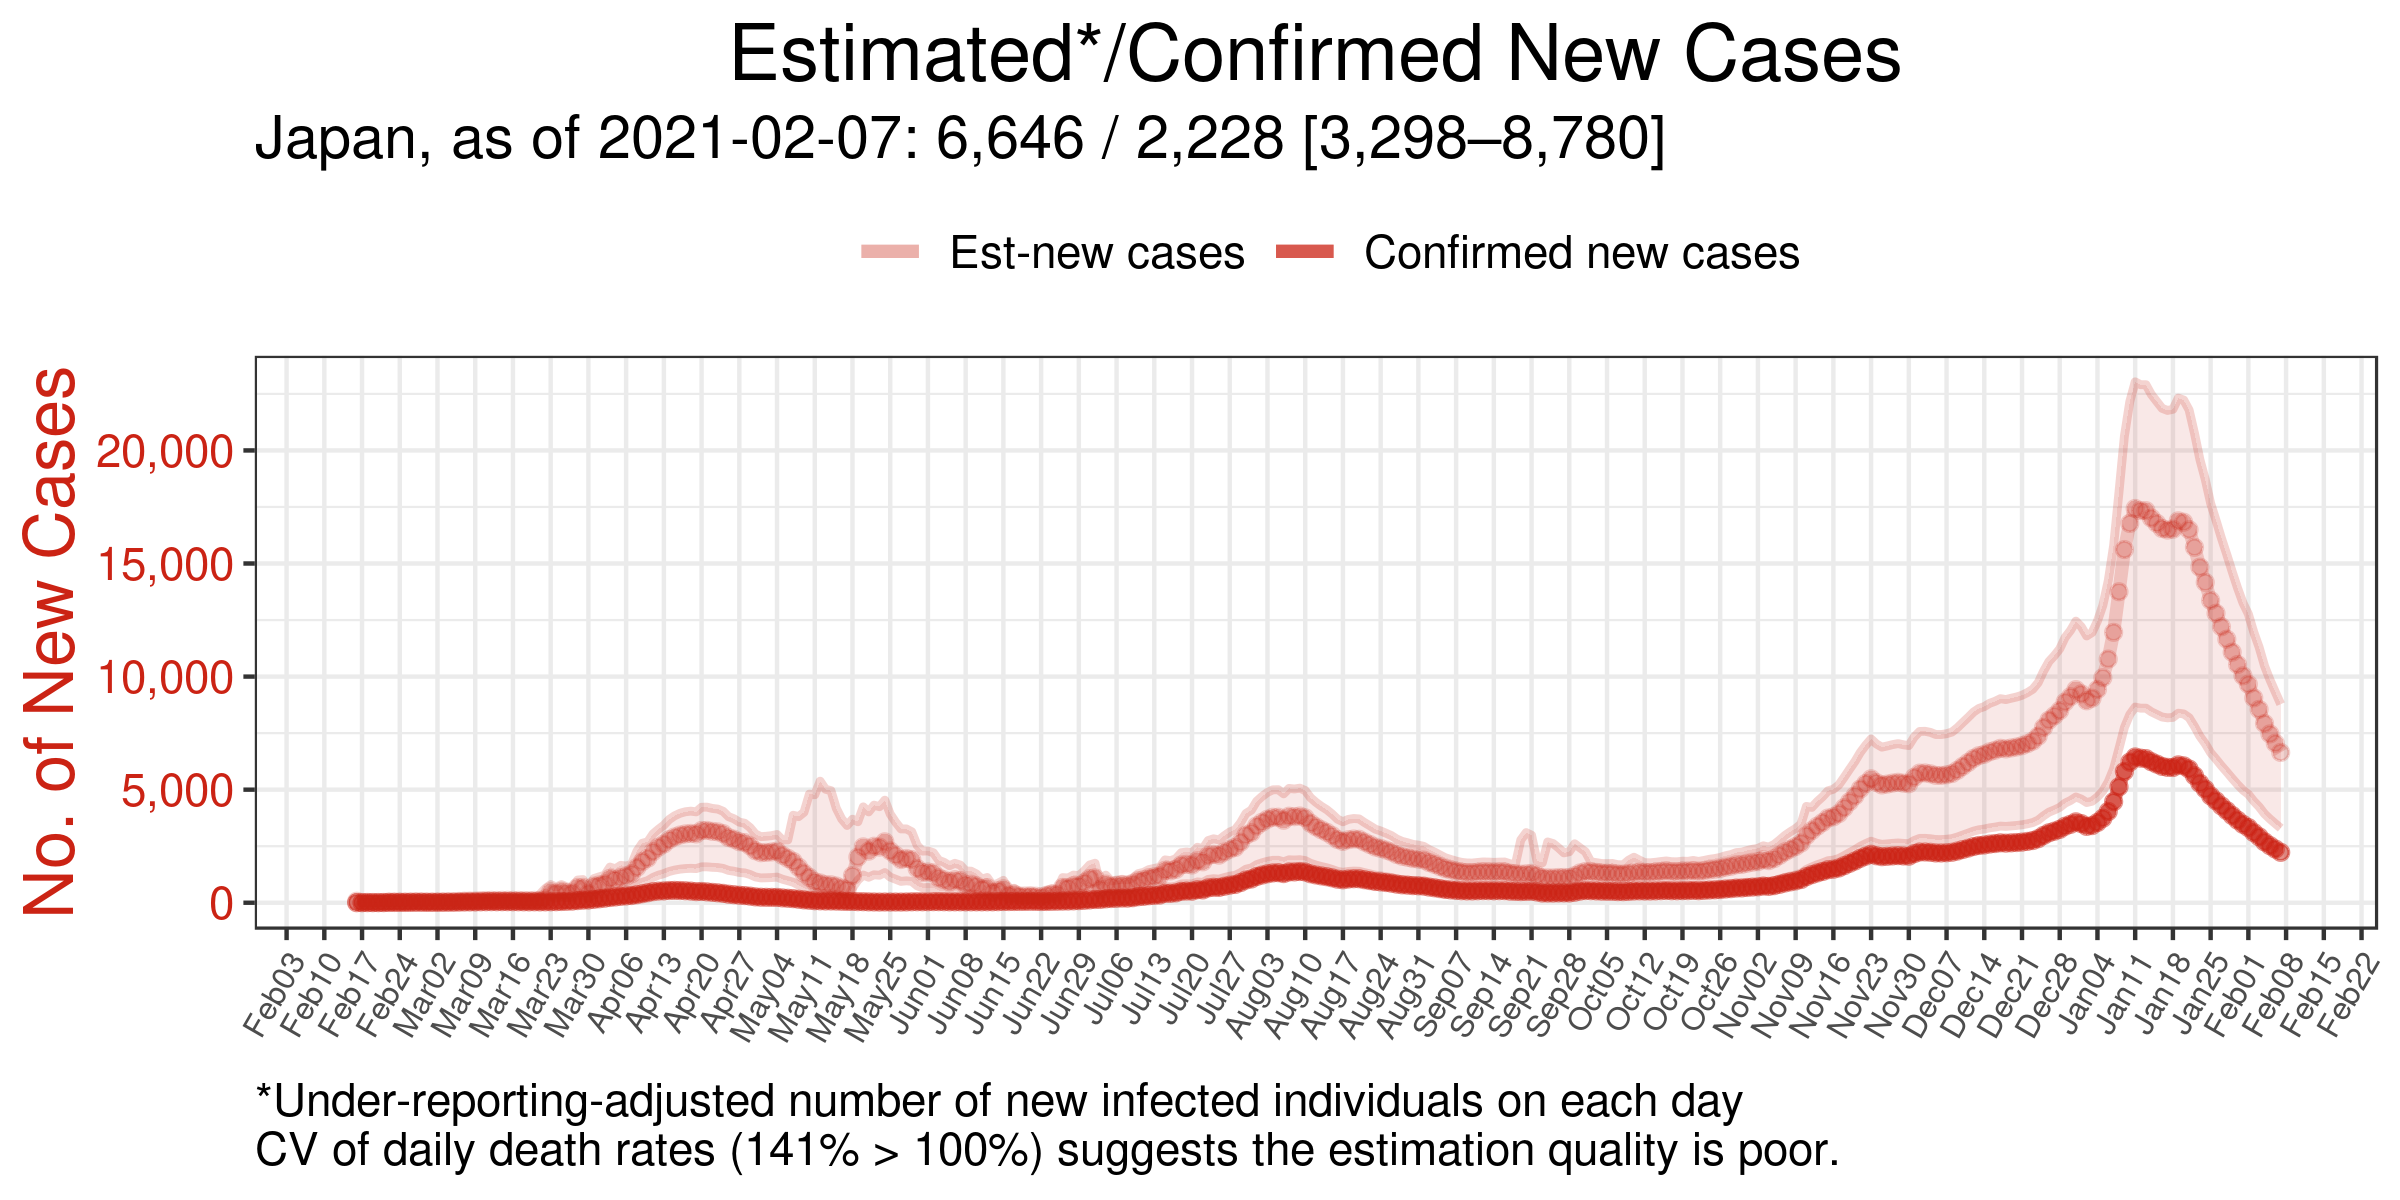 Estimated*/Confirmed New Cases
Japan, as of 2021-02-07: 6,646 / 2,228 [3,298–8,780]
Est-new cases
Confirmed new cases
No. of New Cases
20,000
15,000
10,000
5,000
0
Feb03
Feb10
Feb17
Feb24
Mar02
Mar09
Mar16
Mar23
Mar30
Apr06
Apr13
Apr20
Apr27
May04
May11
May18
May25
Jun01
Jun08
Jun15
Jun22
Jun29
Jul06
Jul13
Jul20
Jul27
Aug03
Aug10
Aug17
Aug24
Aug31
Sep07
Sep14
Sep21
Sep28
Oct05
Oct12
Oct19
Oct26
Nov02
Nov09
Nov16
Nov23
Nov30
Dec07
Dec14
Dec21
Dec28
Jan04
Jan11
Jan18
Jan25
Feb01
Feb08
Feb15
Feb22
*Under-reporting-adjusted number of new infected individuals on each day
CV of daily death rates (141% > 100%) suggests the estimation quality is poor.